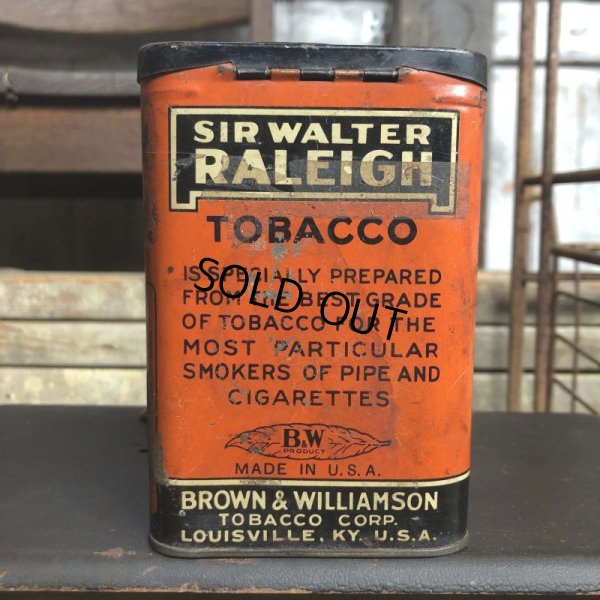 SIR WALTER
RALEIGH
TOBACCO
IS SPECIALLY PREPARED
FROM THE BEST GRADE
OF TOBACCO FOR THE
MOST PARTICULAR
SMOKERS OF PIPE AND
CIGARETTES
SOLD OUT
B&W
PRODUCT
MADE IN U.S.A.
BROWN & WILLIAMSON
TOBACCO CORP.
LOUISVILLE, KY. U.S.A.